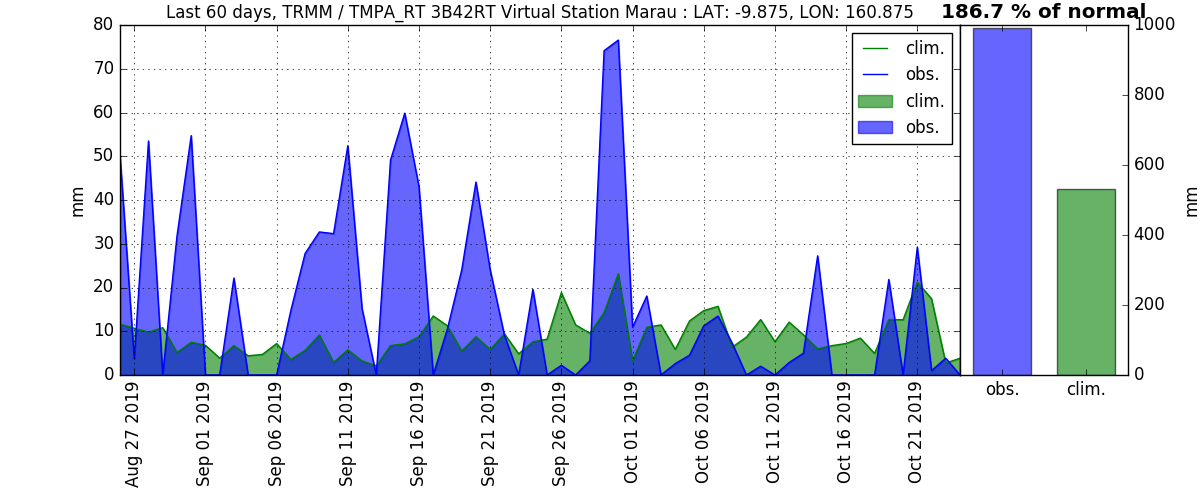 Last 60 days, TRMM / TMPA_RT 3B42RT Virtual Station Marau : LAT: -9.875, LON: 160.875
186.7 % of normal
80
70
60
50
40
30
20
10
0
mm
clim.
obs.
clim.
obs.
1000
800
600
400
200
0
mm
Aug 27 2019
Sep 01 2019
Sep 06 2019
Sep 11 2019
Sep 16 2019
Sep 21 2019
Sep 26 2019
Oct 01 2019
Oct 06 2019
Oct 11 2019
Oct 16 2019
Oct 21 2019
obs.
clim.